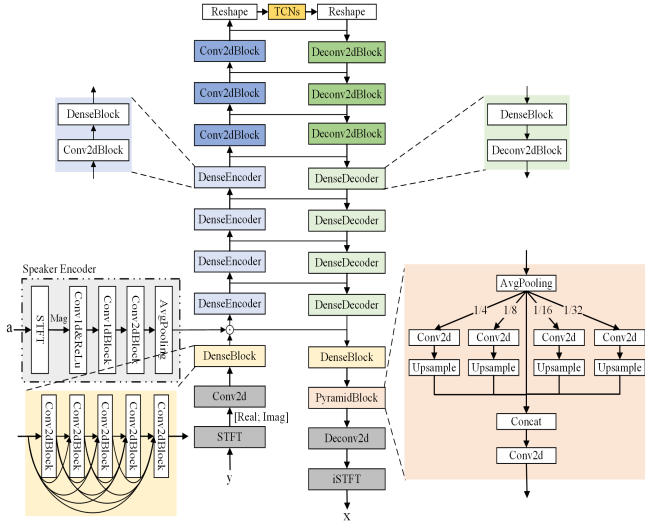 Reshape
TCNs
Reshape
Conv2dBlock
Deconv2dBlock
Conv2dBlock
Deconv2dBlock
Conv2dBlock
Deconv2dBlock
DenseBlock
Conv2dBlock
DenseBlock
Deconv2dBlock
DenseEncoder
DenseDecoder
DenseEncoder
DenseDecoder
DenseEncoder
DenseDecoder
DenseEncoder
DenseDecoder
Speaker Encoder
a
STFT
Mag
Conv1d&ReLu
Conv1dBlock
Conv2dBlock
AvgPooling
DenseBlock
Conv2d
[Real; Imag]
STFT
y
Conv2dBlock
Conv2dBlock
Conv2dBlock
Conv2dBlock
Conv2dBlock
DenseBlock
PyramidBlock
Deconv2d
iSTFT
x
AvgPooling
1/4
1/8
1/16
1/32
Conv2d
Conv2d
Conv2d
Conv2d
Upsample
Upsample
Upsample
Upsample
Concat
Conv2d